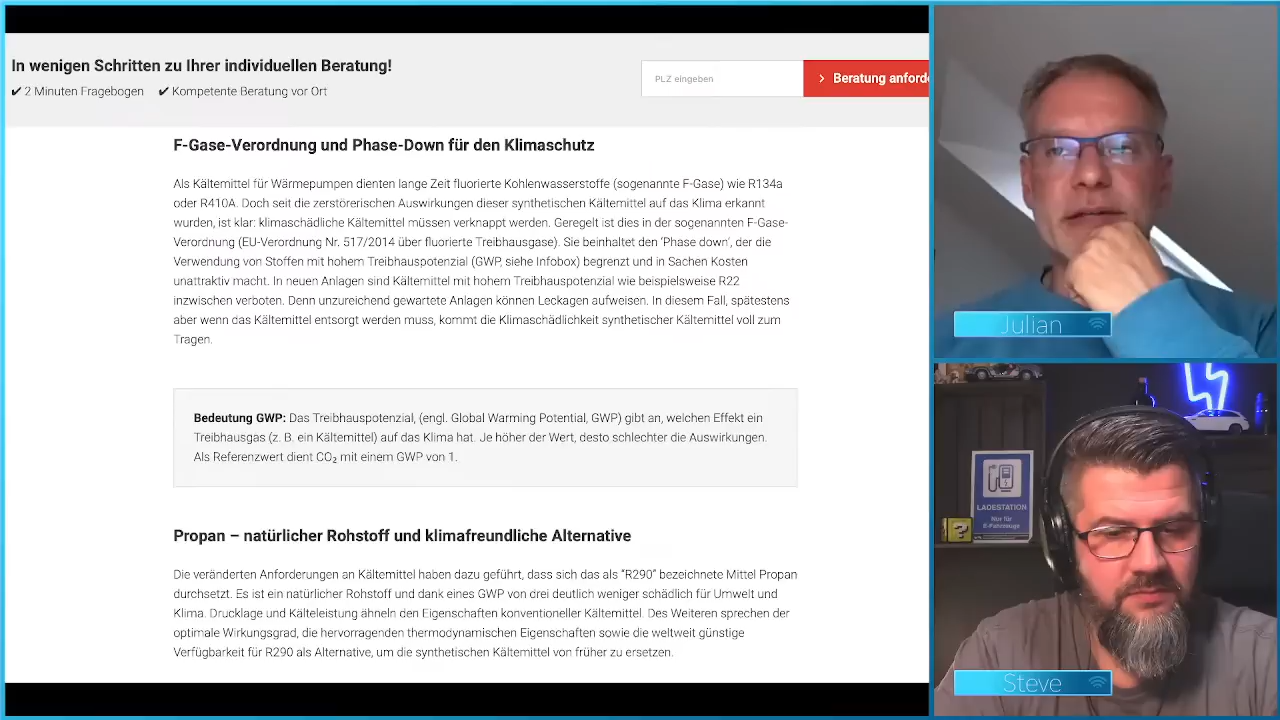 In wenigen Schritten zu Ihrer individuellen Beratung!
✔ 2 Minuten Fragebogen ✔ Kompetente Beratung vor Ort
PLZ eingeben
> Beratung anforde
F-Gase-Verordnung und Phase-Down für den Klimaschutz
Als Kältemittel für Wärmepumpen dienten lange Zeit fluorierte Kohlenwasserstoffe (sogenannte F-Gase) wie R134a
oder R410A. Doch seit die zerstörerischen Auswirkungen dieser synthetischen Kältemittel auf das Klima erkannt
wurden, ist klar: klimaschädliche Kältemittel müssen verknappt werden. Geregelt ist dies in der sogenannten F-Gase-
Verordnung (EU-Verordnung Nr. 517/2014 über fluorierte Treibhausgase). Sie beinhaltet den 'Phase down', der die
Verwendung von Stoffen mit hohem Treibhauspotenzial (GWP, siehe Infobox) begrenzt und in Sachen Kosten
unattraktiv macht. In neuen Anlagen sind Kältemittel mit hohem Treibhauspotenzial wie beispielsweise R22
inzwischen verboten. Denn unzureichend gewartete Anlagen können Leckagen aufweisen. In diesem Fall, spätestens
aber wenn das Kältemittel entsorgt werden muss, kommt die Klimaschädlichkeit synthetischer Kältemittel voll zum
Tragen.
Bedeutung GWP: Das Treibhauspotenzial, (engl. Global Warming Potential, GWP) gibt an, welchen Effekt ein
Treibhausgas (z. B. ein Kältemittel) auf das Klima hat. Je höher der Wert, desto schlechter die Auswirkungen.
Als Referenzwert dient CO₂ mit einem GWP von 1.
Propan – natürlicher Rohstoff und klimafreundliche Alternative
Die veränderten Anforderungen an Kältemittel haben dazu geführt, dass sich das als "R290" bezeichnete Mittel Propan
durchsetzt. Es ist ein natürlicher Rohstoff und dank eines GWP von drei deutlich weniger schädlich für Umwelt und
Klima. Drucklage und Kälteleistung ähneln den Eigenschaften konventioneller Kältemittel. Des Weiteren sprechen der
optimale Wirkungsgrad, die hervorragenden thermodynamischen Eigenschaften sowie die weltweit günstige
Verfügbarkeit für R290 als Alternative, um die synthetischen Kältemittel von früher zu ersetzen.
Julian
LADESTATION
Nur für
E-Fahrzeuge
?
Steve